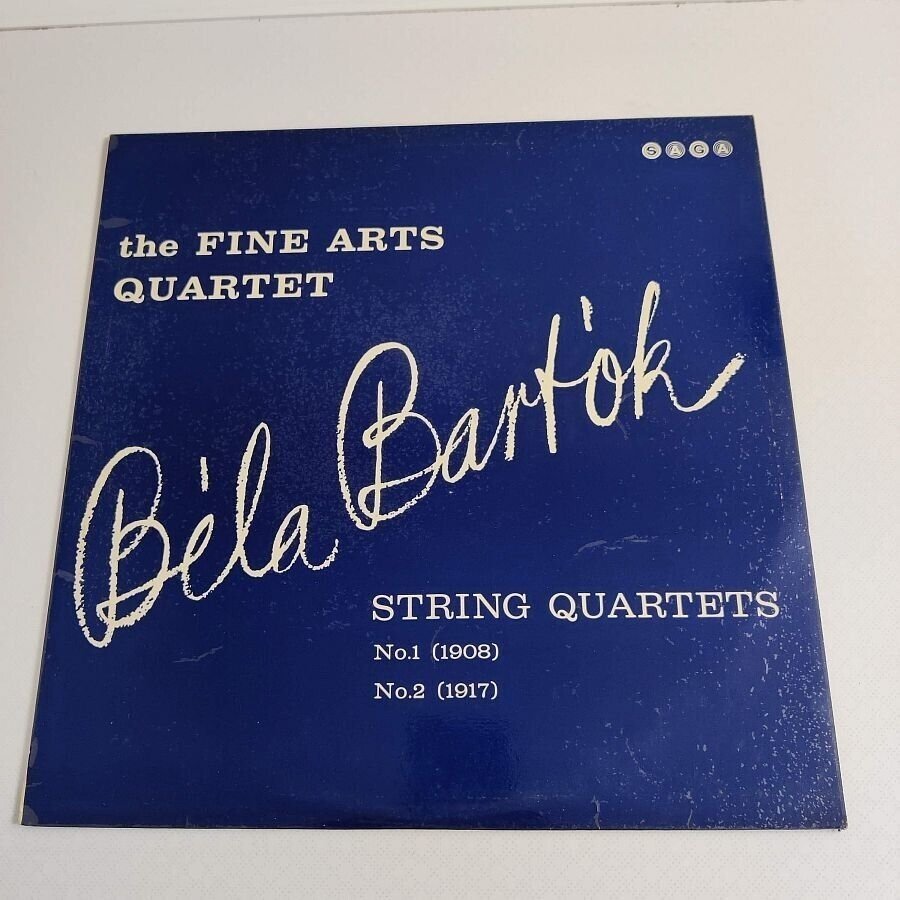 SAGA
the FINE ARTS
QUARTET
Béla Bartók
STRING QUARTETS
No.1 (1908)
No.2 (1917)